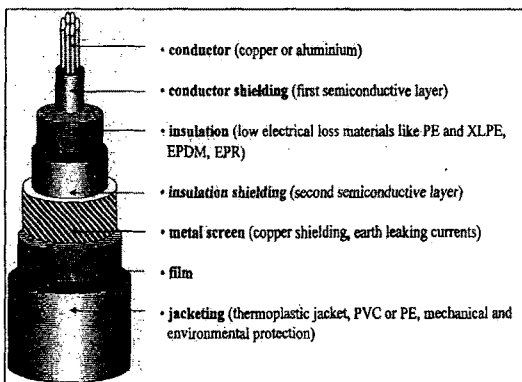 • conductor (copper or aluminium)
• conductor shielding (first semiconductive layer)
• insulation (low electrical loss materials like PE and XLPE,
EPDM, EPR)
• insulation shielding (second semiconductive layer)
• metal screen (copper shielding, earth leaking currents)
• film
• jacketing (thermoplastic jacket, PVC or PE, mechanical and
environmental protection)